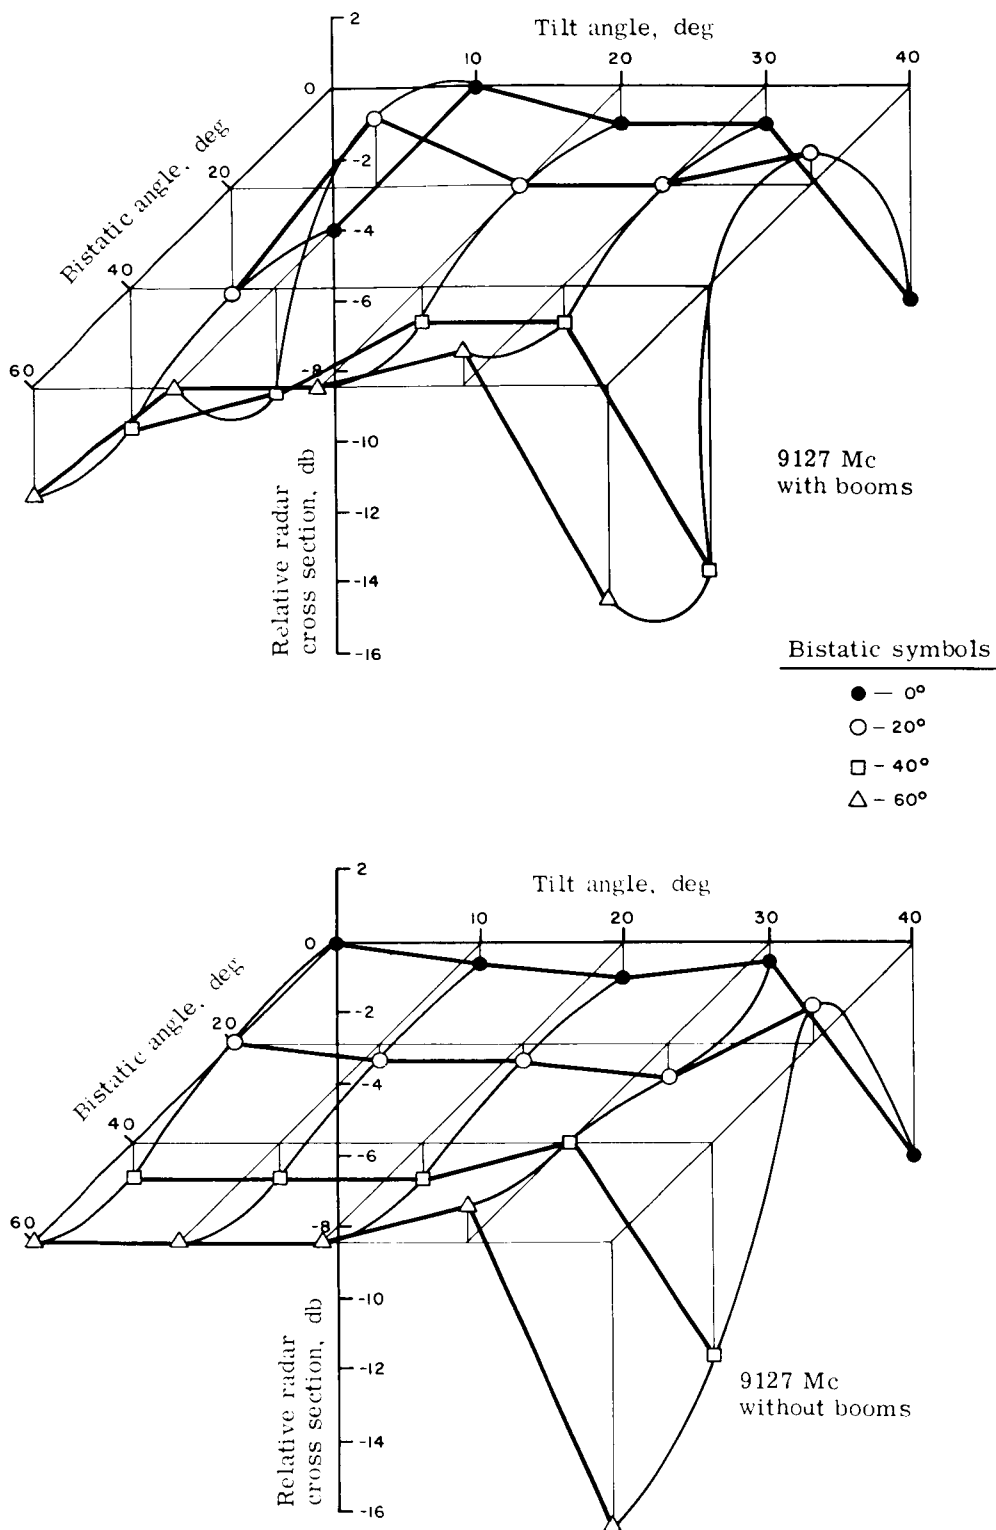 2
Tilt angle, deg
10
20
30
40
0
Bistatic angle, deg
-2
20
-4
40
-6
60
-8
-10
9127 Mc
with booms
-12
Relative radar
cross section, db
-14
-16
Bistatic symbols
— 0°
– 20°
– 40°
– 60°
2
Tilt angle, deg
10
20
30
40
0
Bistatic angle, deg
-2
20
-4
40
-6
60
-8
-10
Relative radar
cross section, db
-12
9127 Mc
without booms
-14
-16